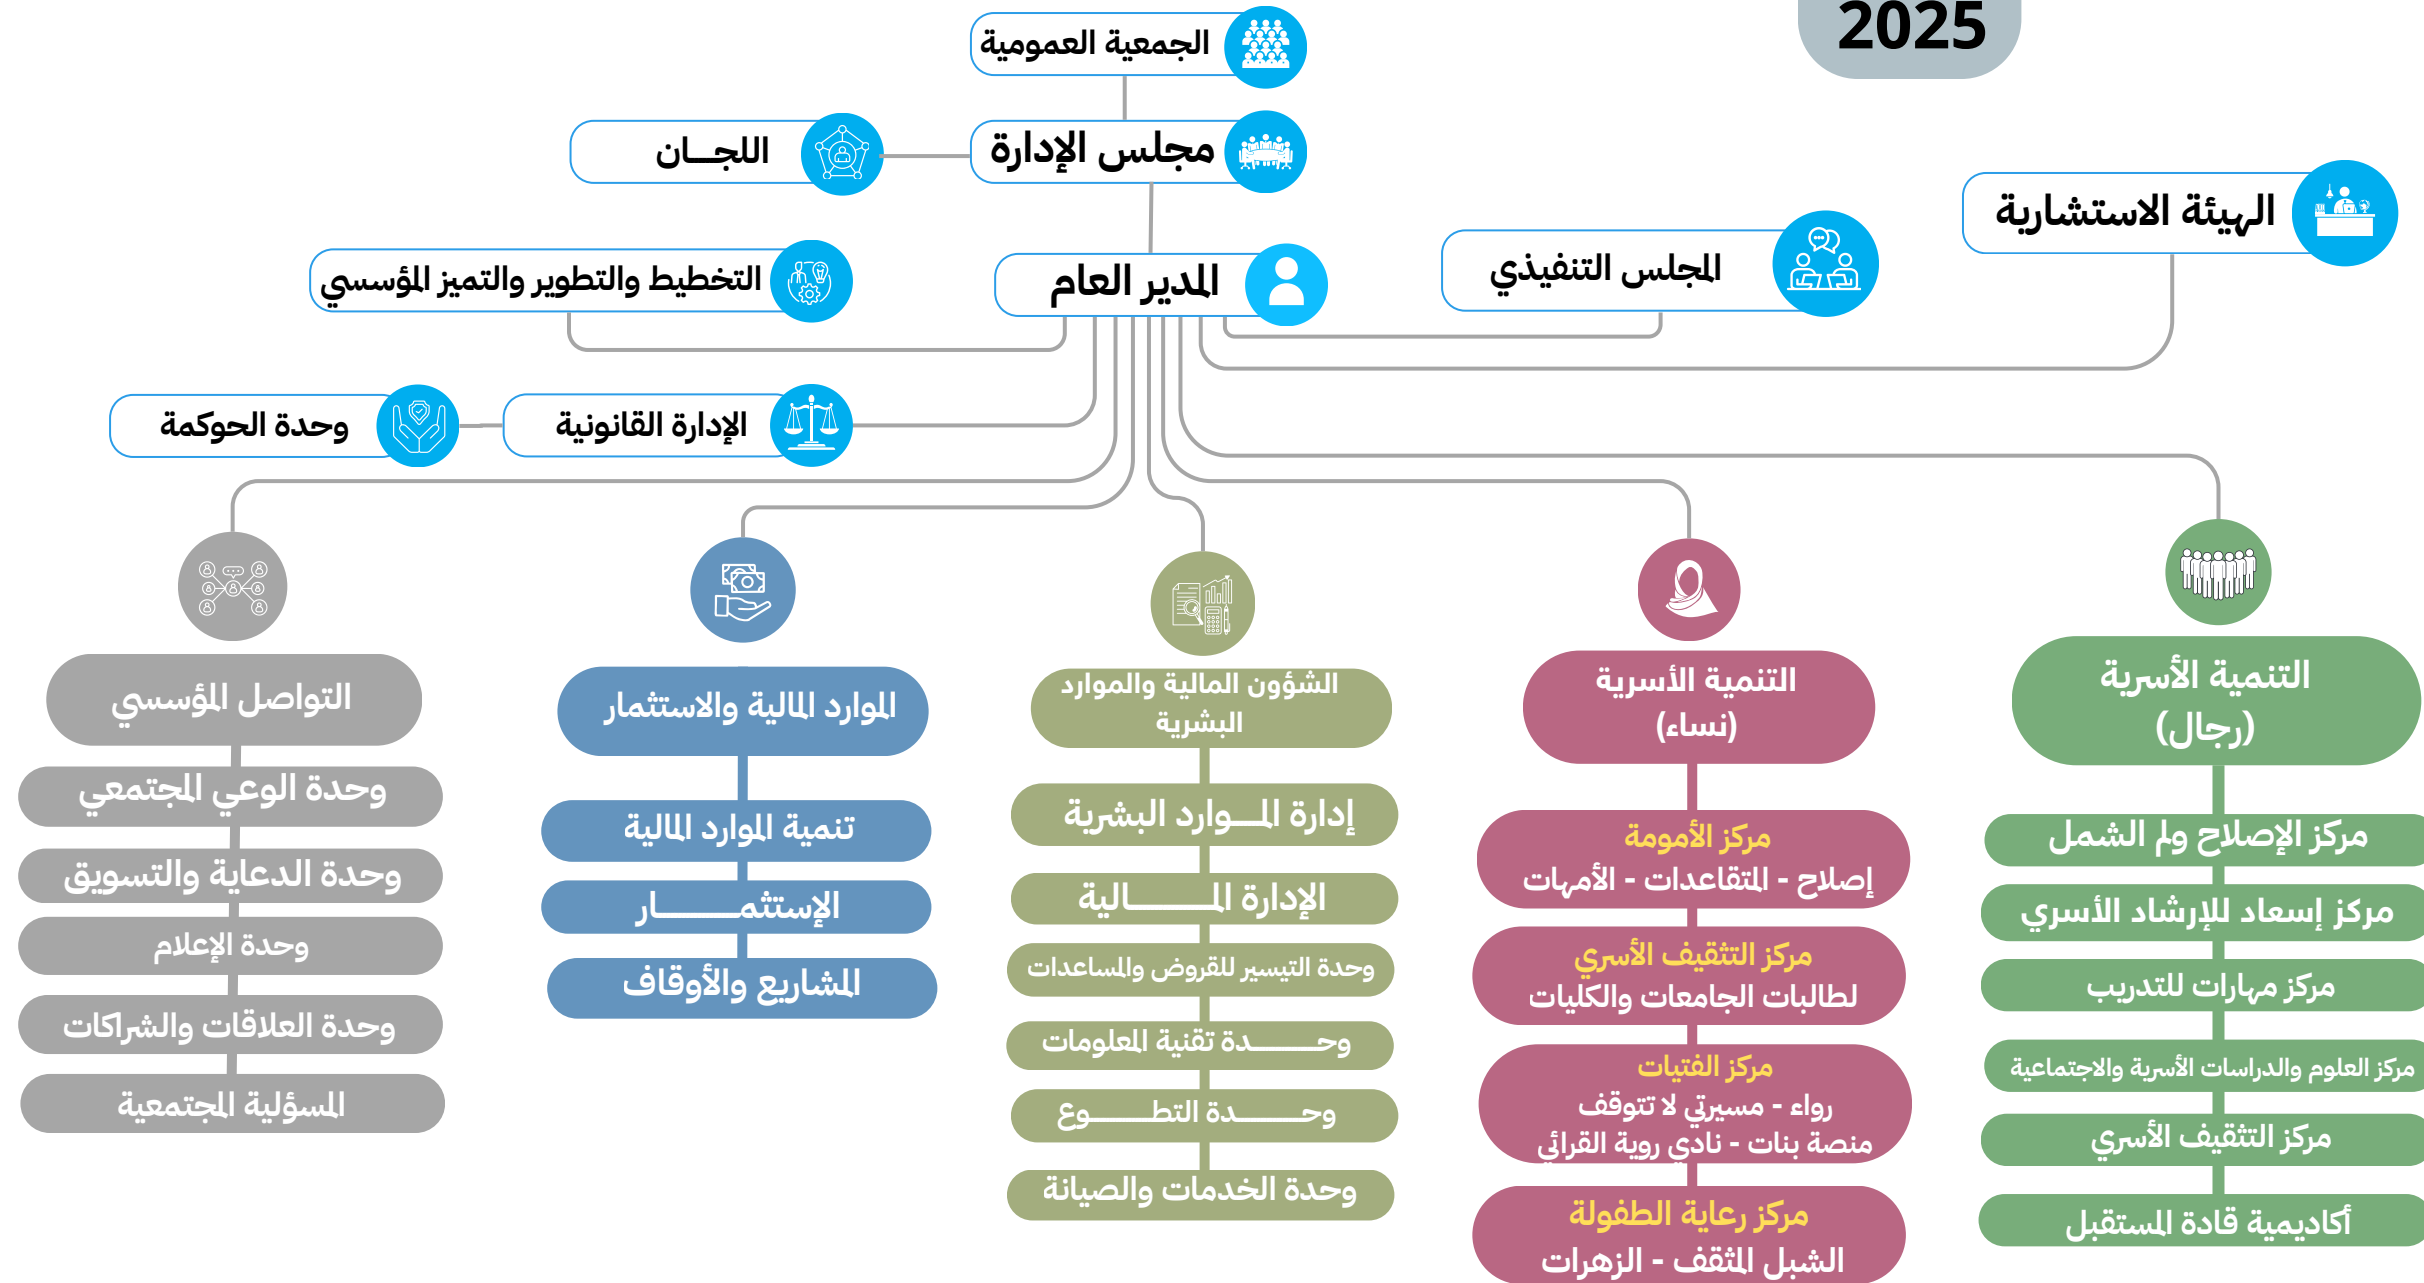 2025
الجمعية العمومية
مجلس الإدارة
اللجـــان
الهيئة الاستشارية
المجلس التنفيذي
المدير العام
التخطيط والتطوير والتميز المؤسسي
الإدارة القانونية
وحدة الحوكمة
التنمية الأسرية
(رجال)
مركز الإصلاح ولم الشمل
مركز إسعاد للإرشاد الأسري
مركز مهارات للتدريب
مركز العلوم والدراسات الأسرية والاجتماعية
مركز التثقيف الأسري
أكاديمية قادة المستقبل
التنمية الأسرية
(نساء)
مركز الأمومة
إصلاح - المتقاعدات - الأمهات
مركز التثقيف الأسري
لطالبات الجامعات والكليات
مركز الفتيات
رواء - مسيرتي لا تتوقف
منصة بنات - نادي روية القرائي
مركز رعاية الطفولة
الشبل المثقف - الزهرات
الشؤون المالية والموارد
البشرية
إدارة المــوارد البشرية
الإدارة المـــــــالية
وحدة التيسير للقروض والمساعدات
وحـــــــدة تقنية المعلومات
وحـــــــدة التطـــــــوع
وحدة الخدمات والصيانة
الموارد المالية والاستثمار
تنمية الموارد المالية
الإستثمـــــــار
المشاريع والأوقاف
التواصل المؤسسي
وحدة الوعي المجتمعي
وحدة الدعاية والتسويق
وحدة الإعلام
وحدة العلاقات والشراكات
المسؤلية المجتمعية